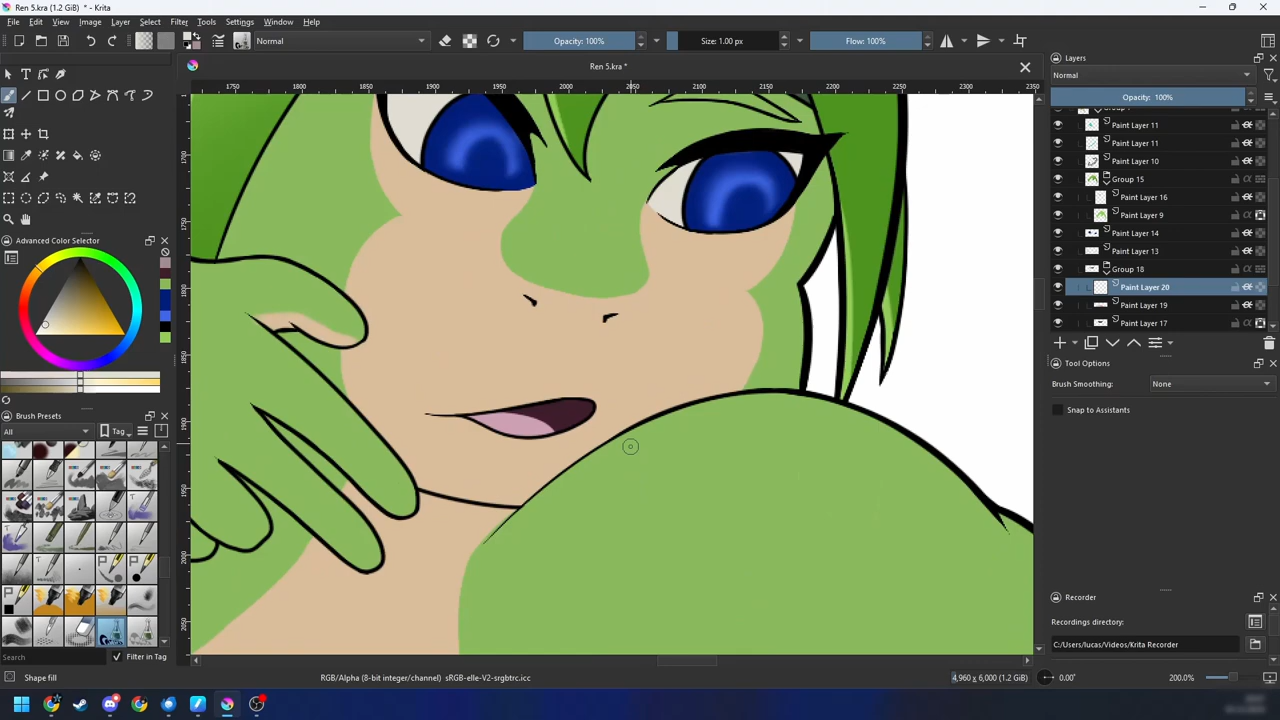 Ren 5.kra (1.2 GiB) * - Krita
File Edit View Image Layer Select Filter Tools Settings Window Help
Normal Opacity: 100% Size: 1.00 px Flow: 100%
Ren 5.kra *
1750 1800 1850 1900 1950 2000 2050 2100 2150 2200 2250 2300 2350
Layers
Normal
Opacity: 100%
Paint Layer 11
Paint Layer 11
Paint Layer 10
Group 15
Paint Layer 16
Paint Layer 9
Paint Layer 14
Paint Layer 13
Group 18
Paint Layer 20
Paint Layer 19
Paint Layer 17
Advanced Color Selector
Tool Options
Brush Smoothing: None
Snap to Assistants
Brush Presets
All Tag
Search Filter in Tag
Recorder
Recordings directory:
C:/Users/lucas/Videos/Krita Recorder
Shape fill RGB/Alpha (8-bit integer/channel) sRGB-elle-V2-srgbtrc.icc 4,960 x 6,000 (1.2 GiB) 0.00° 200.0%